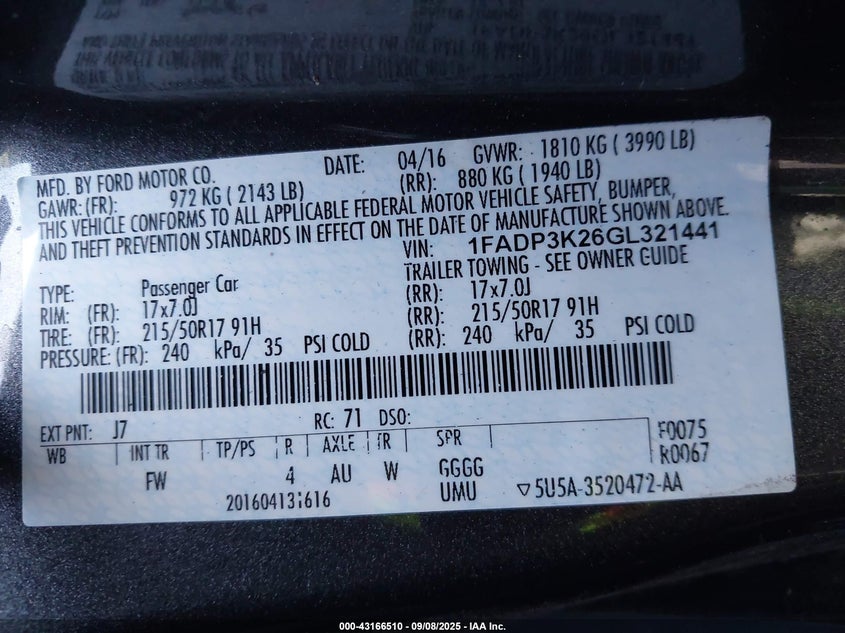 MFD. BY FORD MOTOR CO. DATE: 04/16 GVWR: 1810 KG ( 3990 LB)
GAWR: (FR): 972 KG ( 2143 LB) (RR): 880 KG ( 1940 LB)
THIS VEHICLE CONFORMS TO ALL APPLICABLE FEDERAL MOTOR VEHICLE SAFETY, BUMPER,
AND THEFT PREVENTION STANDARDS IN EFFECT ON THE DATE OF MANUFACTURE SHOWN ABOVE.
VIN: 1FADP3K26GL321441
TYPE: Passenger Car TRAILER TOWING - SEE OWNER GUIDE
RIM: (FR): 17x7.0J (RR): 17x7.0J
TIRE: (FR): 215/50R17 91H (RR): 215/50R17 91H
PRESSURE: (FR): 240 kPa/ 35 PSI COLD (RR): 240 kPa/ 35 PSI COLD
EXT PNT: J7 RC: 71 DSO:
WB INT TR TP/PS R AXLE TR SPR F0075
FW 4 AU W GGGG R0067
20160413 616 UMU ▽5U5A-3520472-AA
000-43166510 - 09/08/2025 - IAA Inc.